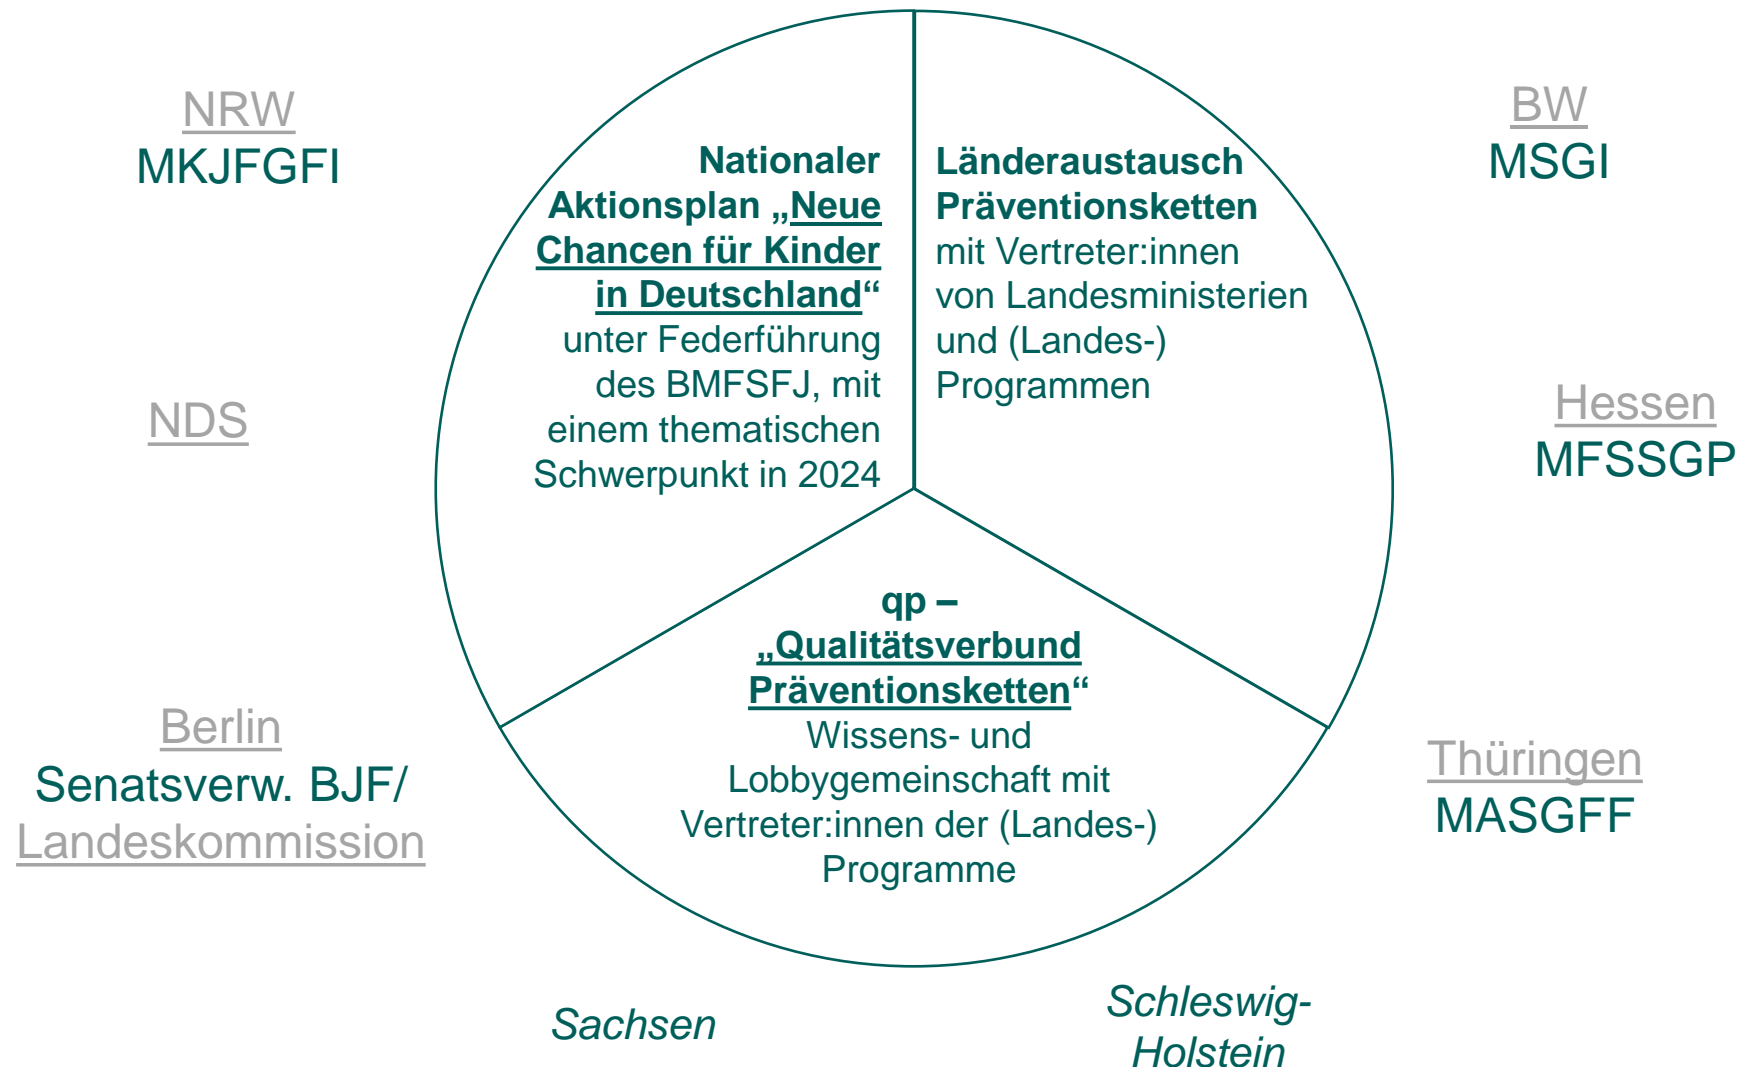 NRW
MKJFGFI
NDS
Berlin
Senatsverw. BJF/
Landeskommission
Nationaler
Aktionsplan „Neue
Chancen für Kinder
in Deutschland“
unter Federführung
des BMFSFJ, mit
einem thematischen
Schwerpunkt in 2024
Länderaustausch
Präventionsketten
mit Vertreter:innen
von Landesministerien
und (Landes-)
Programmen
qp –
„Qualitätsverbund
Präventionsketten“
Wissens- und
Lobbygemeinschaft mit
Vertreter:innen der (Landes-)
Programme
BW
MSGI
Hessen
MFSSGP
Thüringen
MASGFF
Sachsen
Schleswig-
Holstein